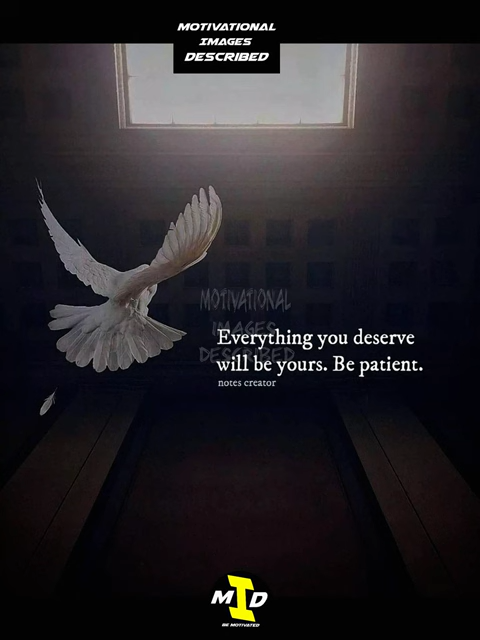 MOTIVATIONAL
IMAGES
DESCRIBED
MOTIVATIONAL
IMAGES
DESCRIBED
Everything you deserve
will be yours. Be patient.
notes creator
MID
BE MOTIVATED